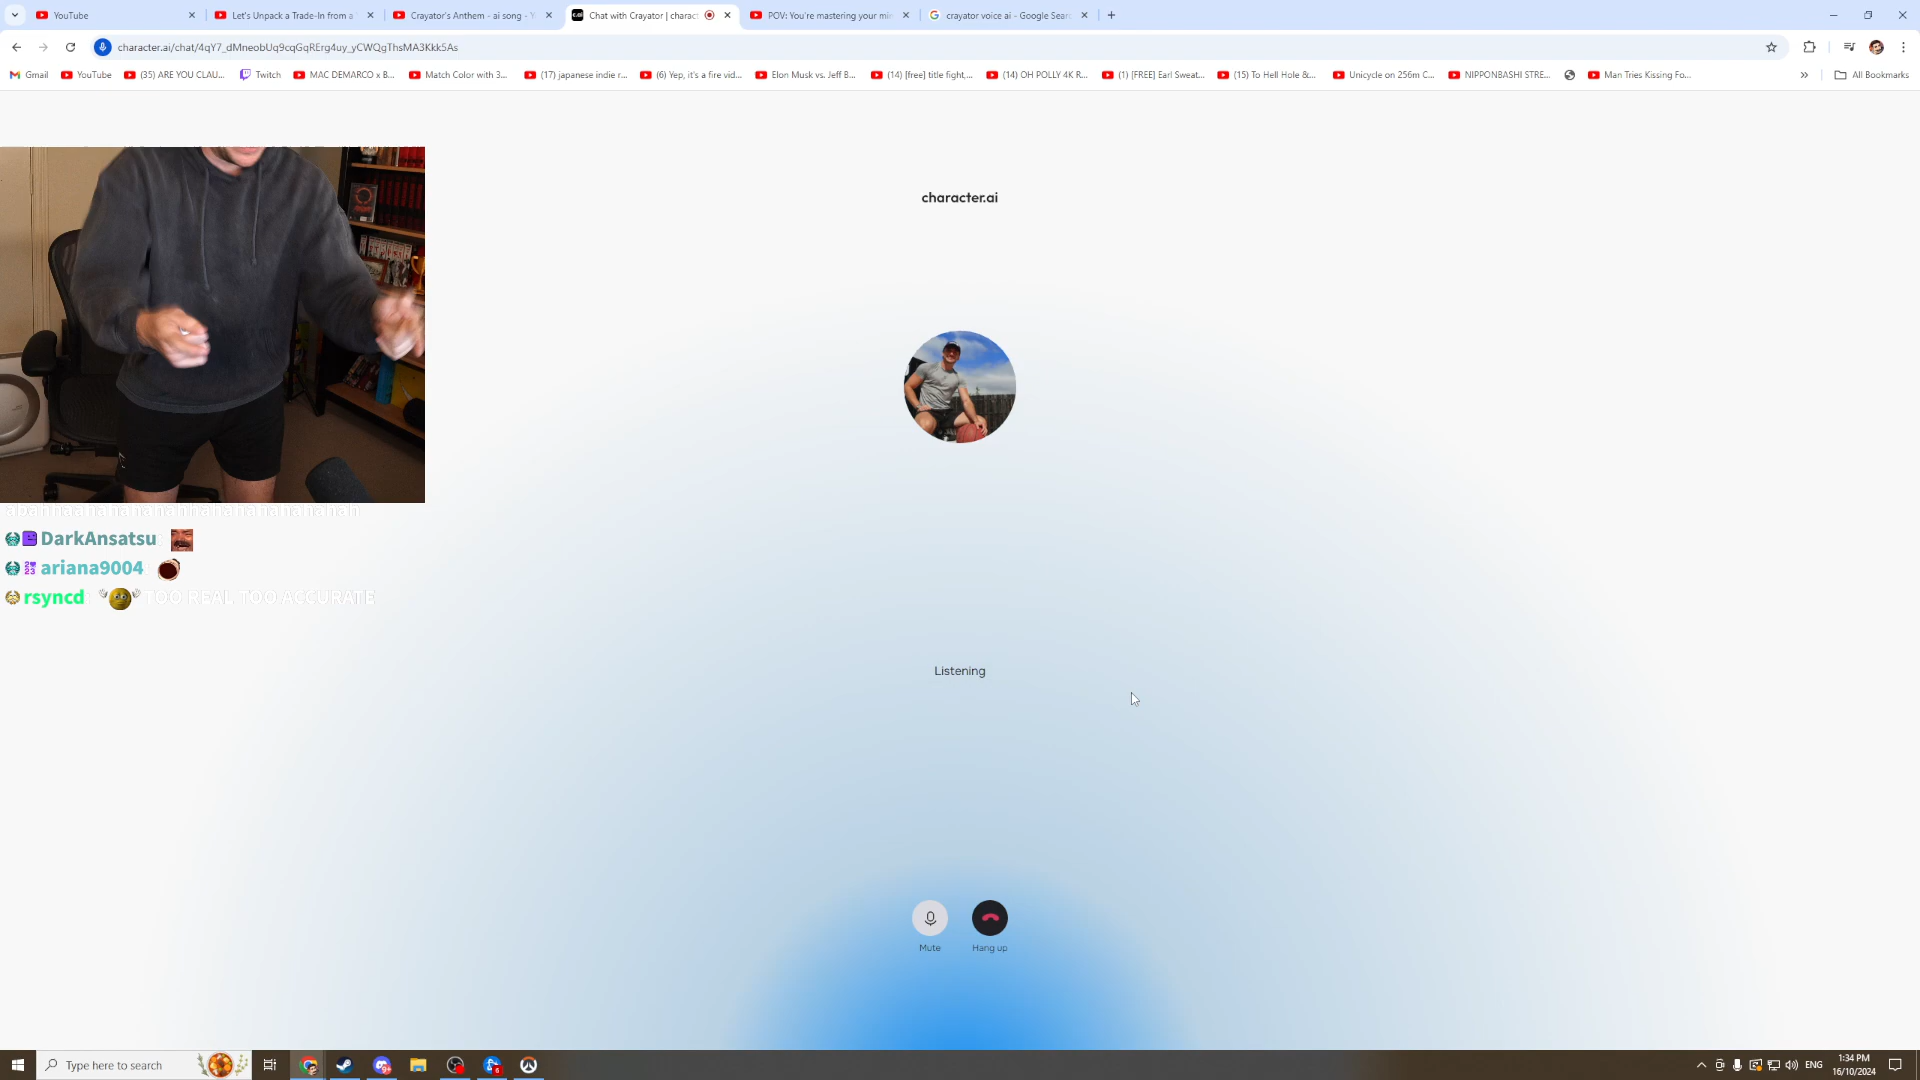 YouTube
Let's Unpack a Trade-In from a
Crayator's Anthem - ai song - Y
Chat with Crayator | charact
POV: You're mastering your mi
crayator voice ai - Google Sear
character.ai/chat/4qY7_dMneobUq9cqGqRErg4uy_yCWQgThsMA3Kkk5As
Gmail
YouTube
(35) ARE YOU CLAU...
Twitch
MAC DEMARCO x B...
Match Color with 3...
(17) japanese indie r...
(6) Yep, it's a fire vid...
Elon Musk vs. Jeff B...
(14) [free] title fight,...
(14) OH POLLY 4K R...
(1) [FREE] Earl Sweat...
(15) To Hell Hole &...
Unicycle on 256m C...
NIPPONBASHI STRE...
Man Tries Kissing Fo...
All Bookmarks
character.ai
DarkAnsatsu
ariana9004
rsyncd TOO REAL TOO ACCURATE
Listening
Mute
Hang up
Type here to search
ENG
1:34 PM
16/10/2024